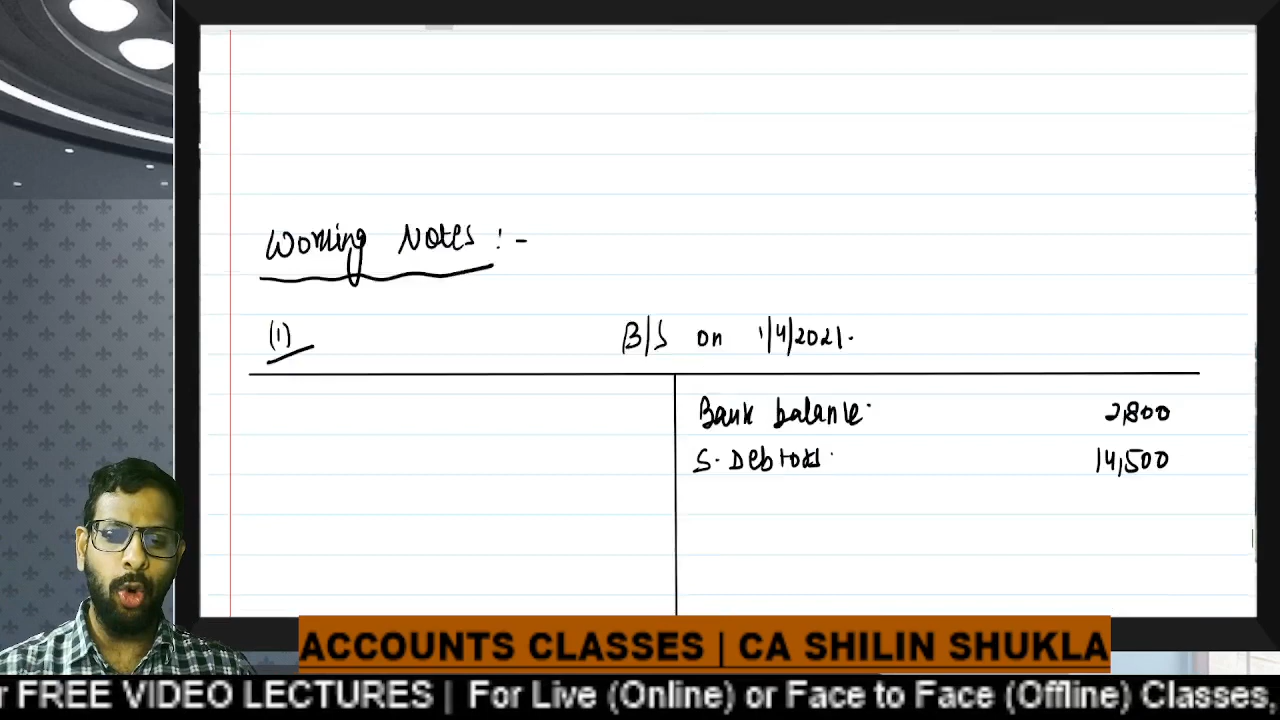 Working Notes :-
(1) B/S on 1/4/2021.
Bank balance 2,800
S. Debtors 14,500
ACCOUNTS CLASSES | CA SHILIN SHUKLA
r FREE VIDEO LECTURES | For Live (Online) or Face to Face (Offline) Classes,